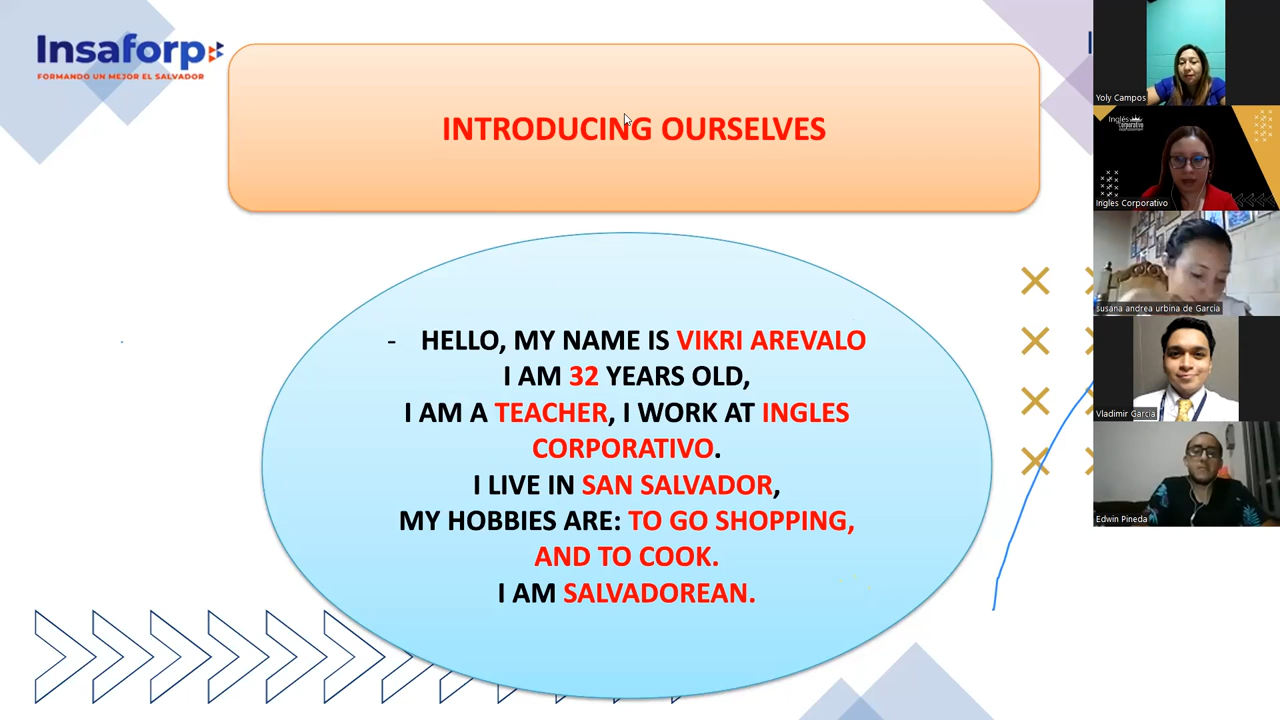 Insaforp
FORMANDO UN MEJOR EL SALVADOR
INTRODUCING OURSELVES
- HELLO, MY NAME IS VIKRI AREVALO
I AM 32 YEARS OLD,
I AM A TEACHER, I WORK AT INGLES
CORPORATIVO.
I LIVE IN SAN SALVADOR,
MY HOBBIES ARE: TO GO SHOPPING,
AND TO COOK.
I AM SALVADOREAN.
Yoly Campos
Inglés
Corporativo
Ingles Corporativo
susana andrea urbina de Garcia
Vladimir Garcia
Edwin Pineda